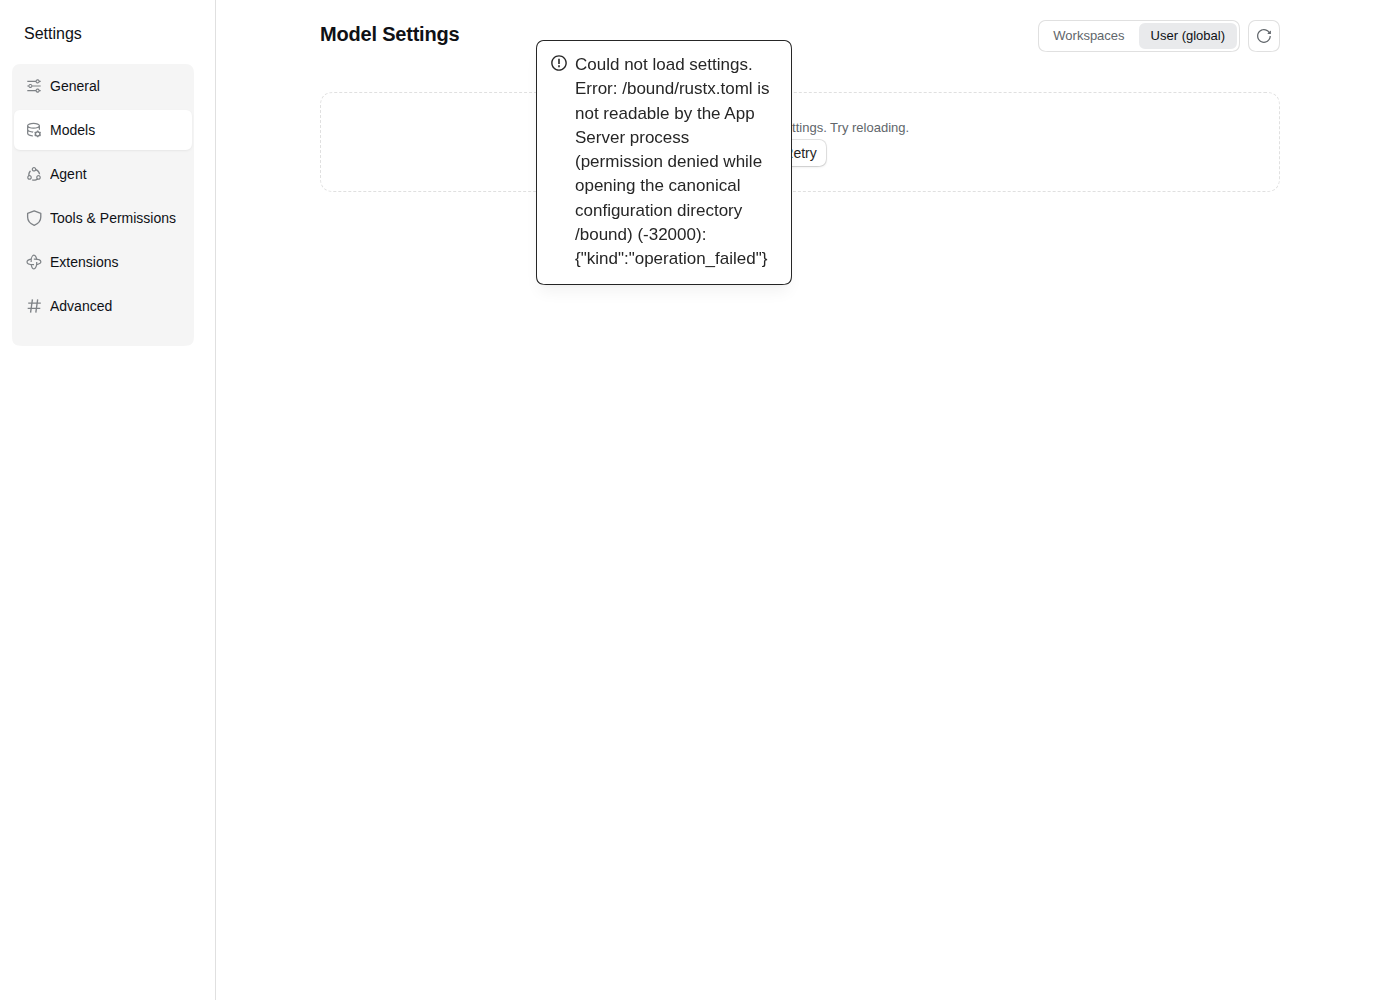 Settings
General
Models
Agent
Tools & Permissions
Extensions
Advanced
Model Settings
Workspaces
User (global)
Could not load settings.
Error: /bound/rustx.toml is
not readable by the App
Server process
(permission denied while
opening the canonical
configuration directory
/bound) (-32000):
{"kind":"operation_failed"}
Try reloading.